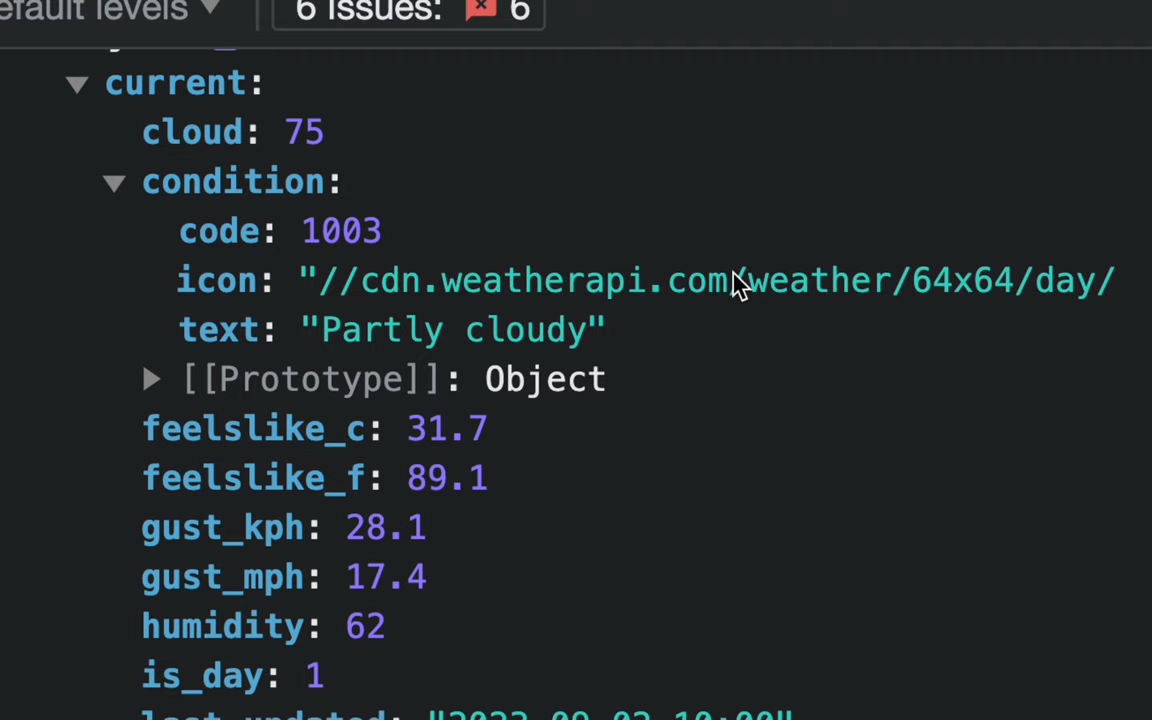 efault levels ▼ 6 Issues: 6
▼ current:
cloud: 75
▼ condition:
code: 1003
icon: "//cdn.weatherapi.com/weather/64x64/day/
text: "Partly cloudy"
▶ [[Prototype]]: Object
feelslike_c: 31.7
feelslike_f: 89.1
gust_kph: 28.1
gust_mph: 17.4
humidity: 62
is_day: 1
last_updated: